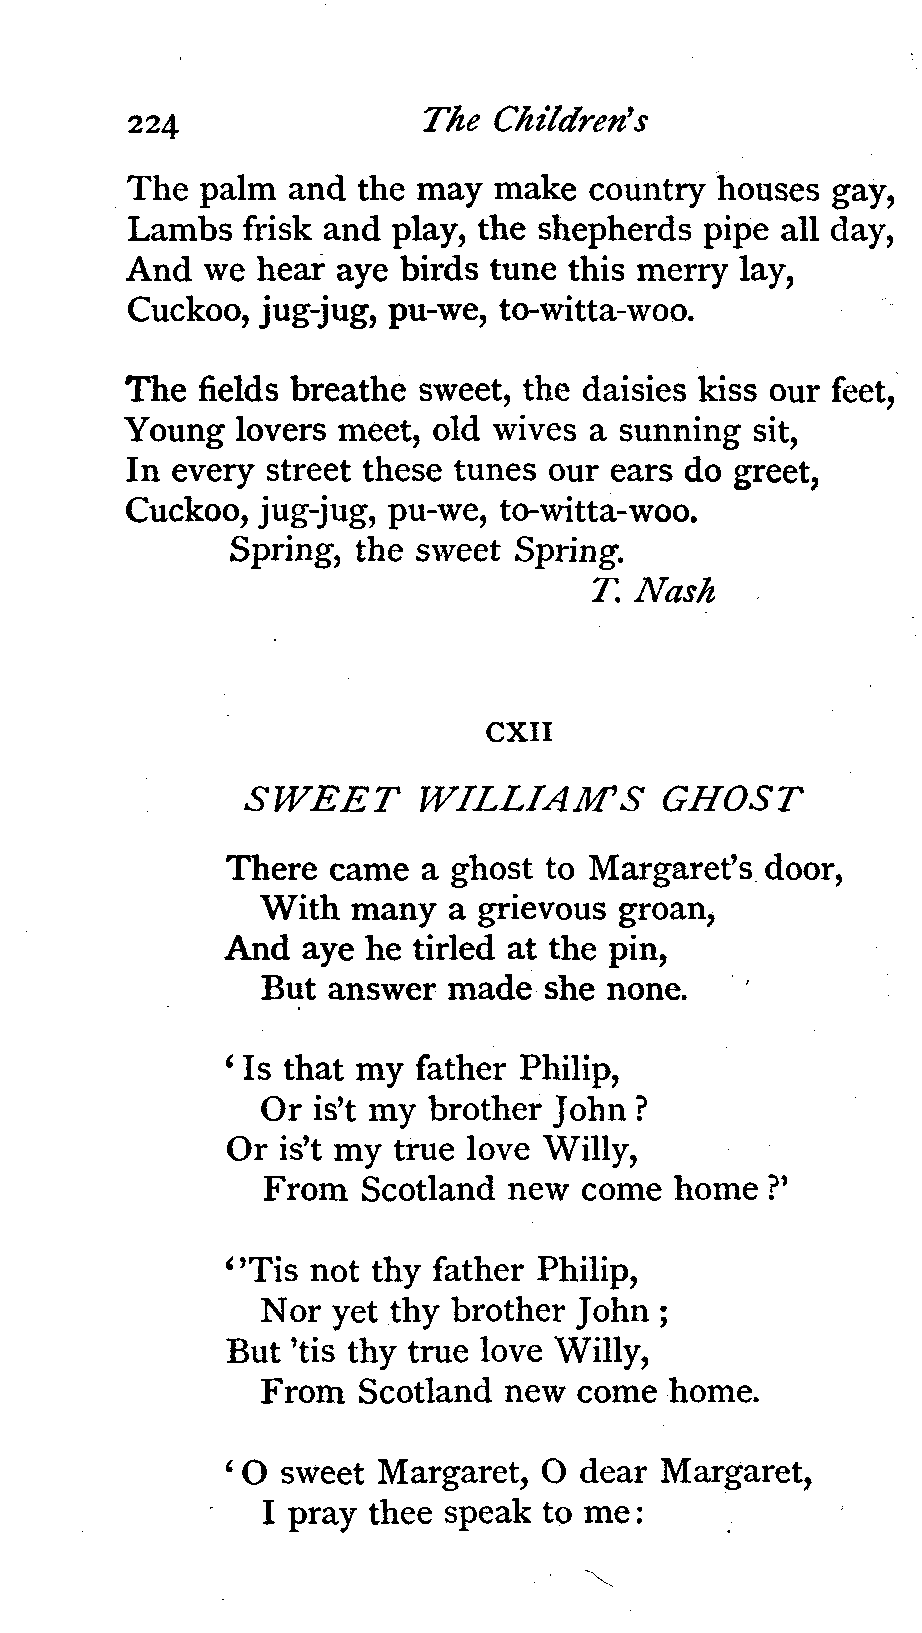 224 The Children's
The palm and the may make country houses gay,
Lambs frisk and play, the shepherds pipe all day,
And we hear aye birds tune this merry lay,
Cuckoo, jug-jug, pu-we, to-witta-woo.
The fields breathe sweet, the daisies kiss our feet,
Young lovers meet, old wives a sunning sit,
In every street these tunes our ears do greet,
Cuckoo, jug-jug, pu-we, to-witta-woo.
Spring, the sweet Spring.
T. Nash
CXII
SWEET WILLIAM'S GHOST
There came a ghost to Margaret's door,
With many a grievous groan,
And aye he tirled at the pin,
But answer made she none.
‘Is that my father Philip,
Or is't my brother John ?
Or is't my true love Willy,
From Scotland new come home ?’
‘’Tis not thy father Philip,
Nor yet thy brother John ;
But ’tis thy true love Willy,
From Scotland new come home.
‘O sweet Margaret, O dear Margaret,
I pray thee speak to me: